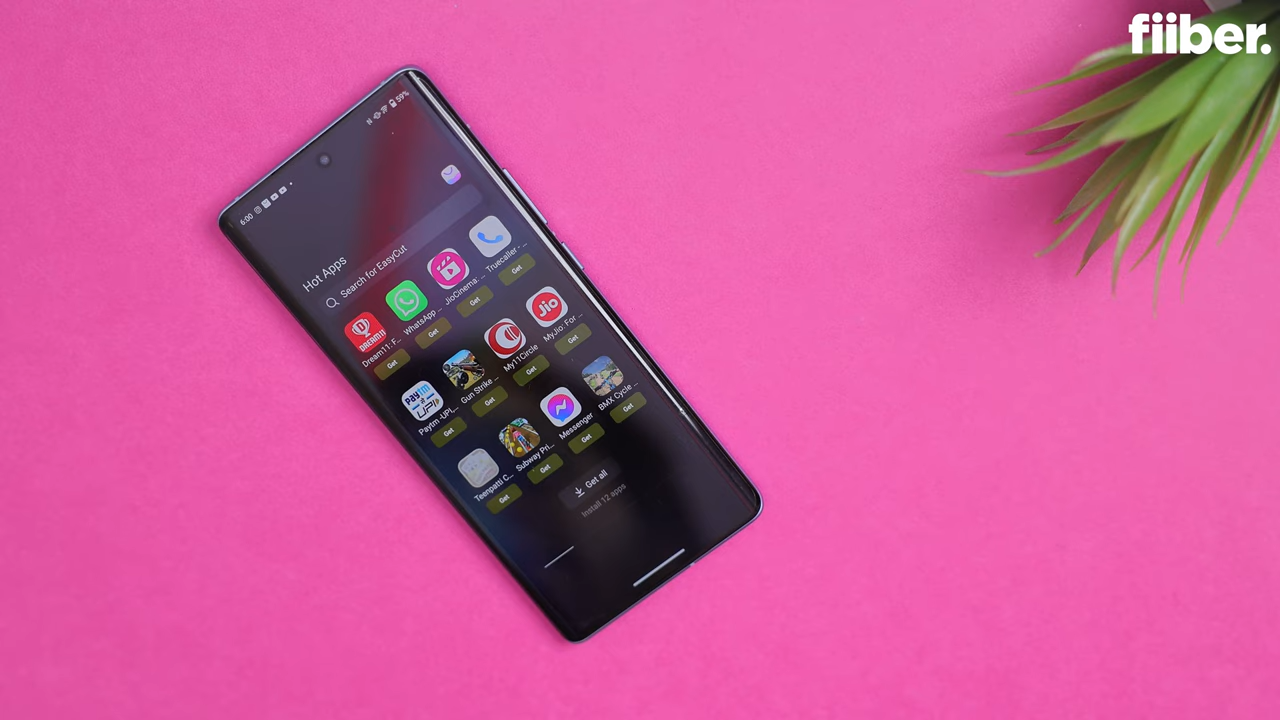 fiiber.
59%
6:00
Hot Apps
Search for EasyCut
DREAM11
Dream11: F...
WhatsApp ...
JioCinema: ...
Truecaller - ...
Get
Get
Get
Get
Paytm
UPI
Jio
Paytm -UPI,...
Gun Strike ...
My11Circle
MyJio: For ...
Get
Get
Get
Get
Teenpatti C...
Subway Pri...
Messenger
BMX Cycle ...
Get
Get
Get
Get
Get all
Install 12 apps